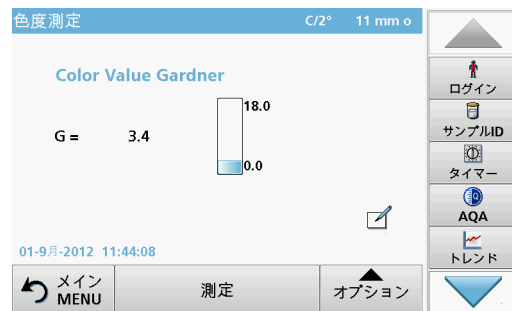 色度測定 C/2° 11 mm o
Color Value Gardner
18.0
G = 3.4
0.0
01-9月-2012 11:44:08
メイン
MENU
測定
オプション
ログイン
サンプルID
タイマー
AQA
トレンド